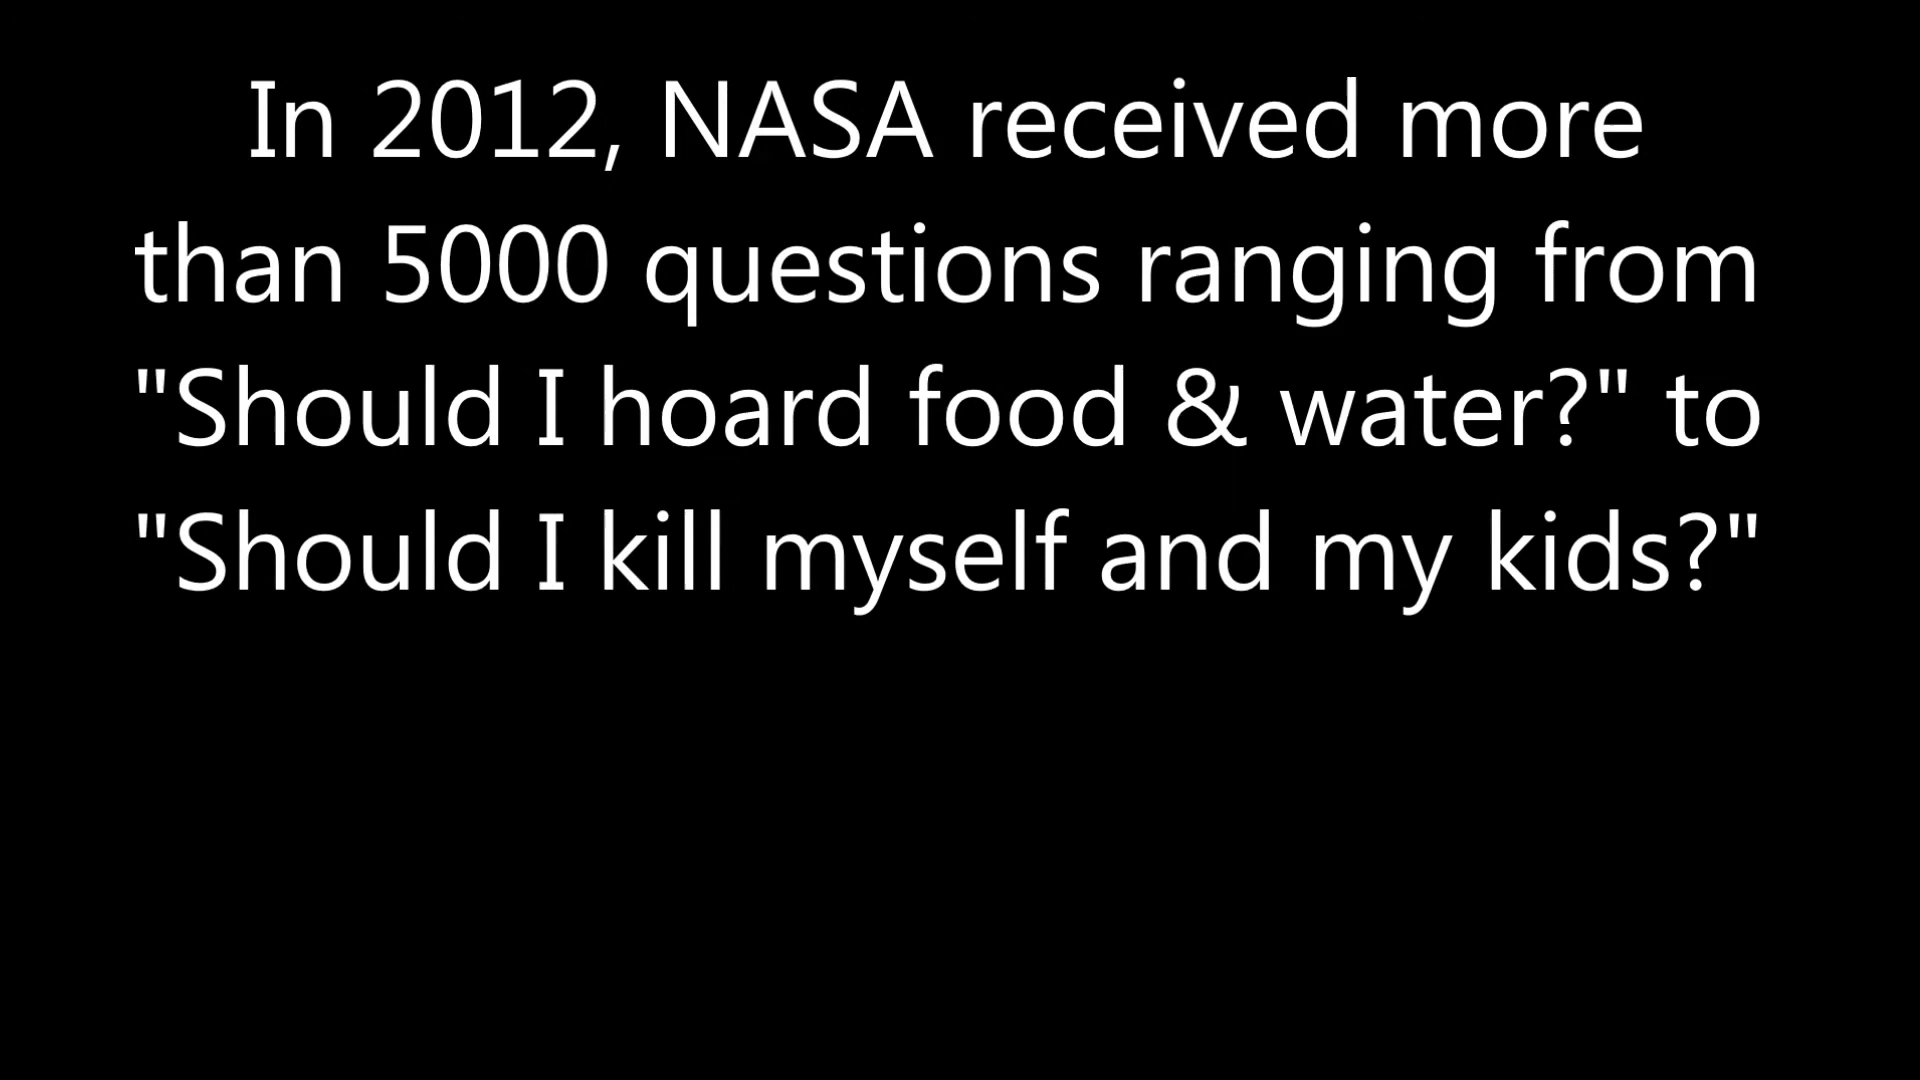 In 2012, NASA received more
than 5000 questions ranging from
"Should I hoard food & water?" to
"Should I kill myself and my kids?"